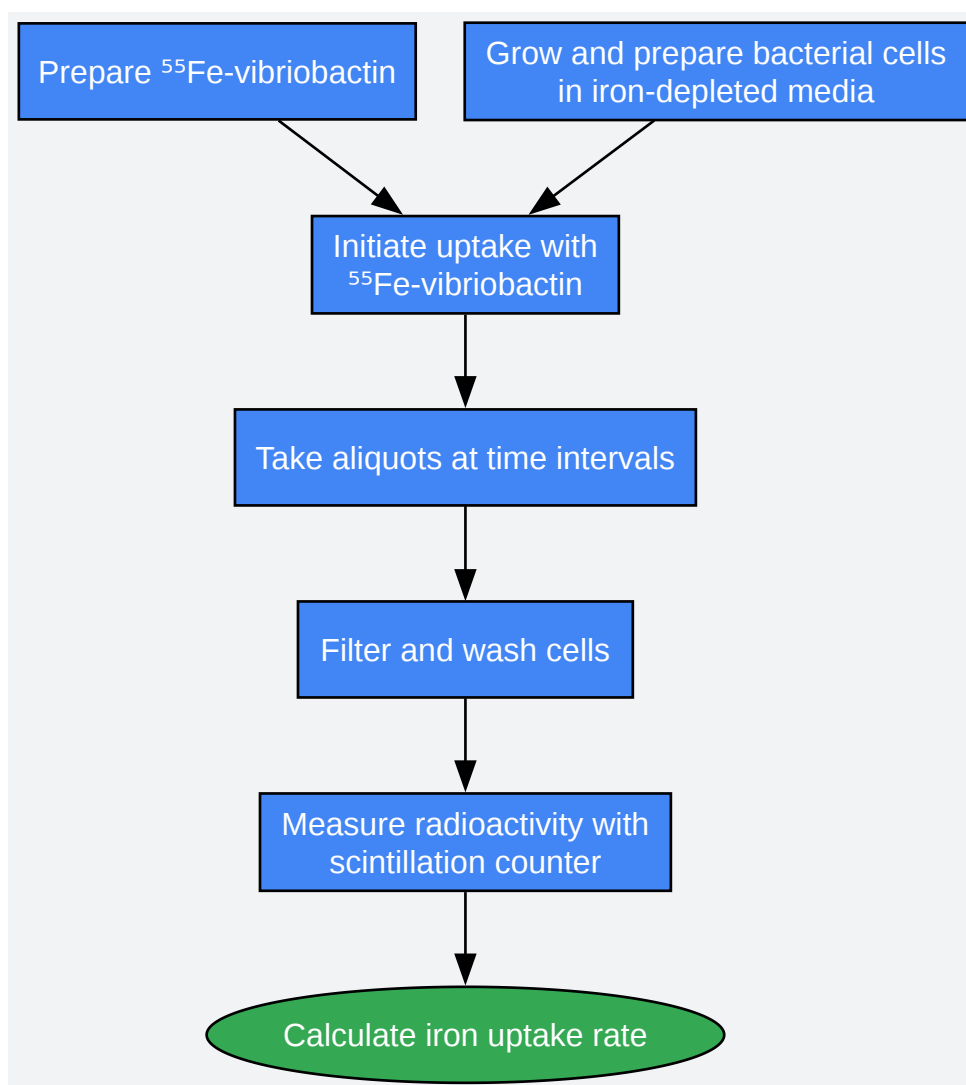 Prepare ⁵⁵Fe-vibriobactin
Grow and prepare bacterial cells
in iron-depleted media
Initiate uptake with
⁵⁵Fe-vibriobactin
Take aliquots at time intervals
Filter and wash cells
Measure radioactivity with
scintillation counter
Calculate iron uptake rate